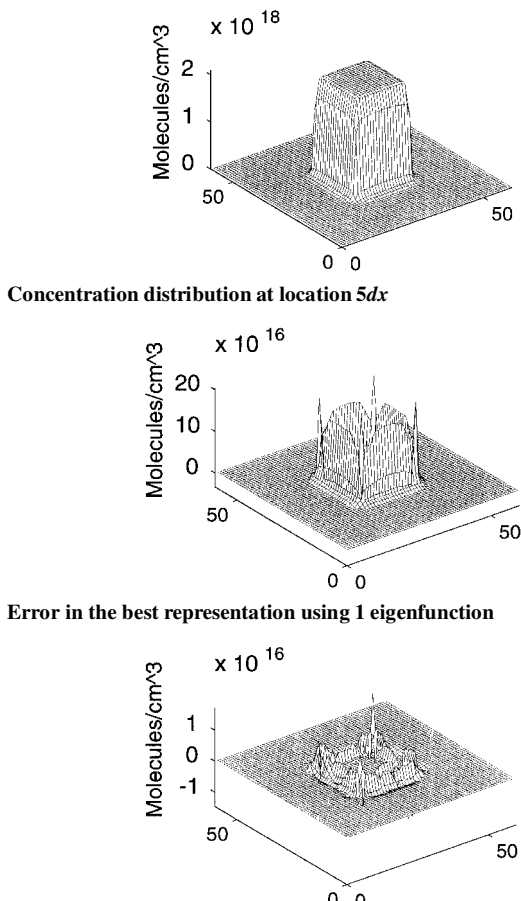 x 10 18
Molecules/cm^3
2
1
0
50
50
0 0
Concentration distribution at location 5dx
x 10 16
Molecules/cm^3
20
10
0
50
50
0 0
Error in the best representation using 1 eigenfunction
x 10 16
Molecules/cm^3
1
0
-1
50
50
0 0